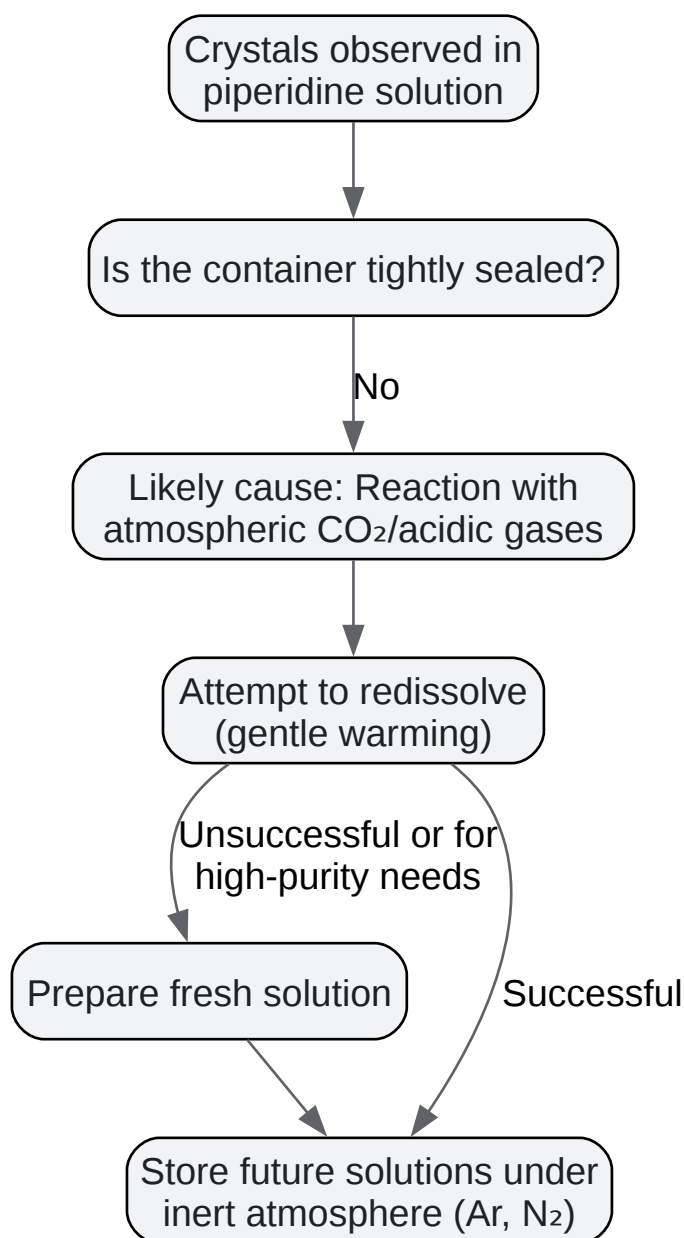 Crystals observed in
piperidine solution
Is the container tightly sealed?
No
Likely cause: Reaction with
atmospheric CO₂/acidic gases
Attempt to redissolve
(gentle warming)
Unsuccessful or for
high-purity needs
Prepare fresh solution
Successful
Store future solutions under
inert atmosphere (Ar, N₂)